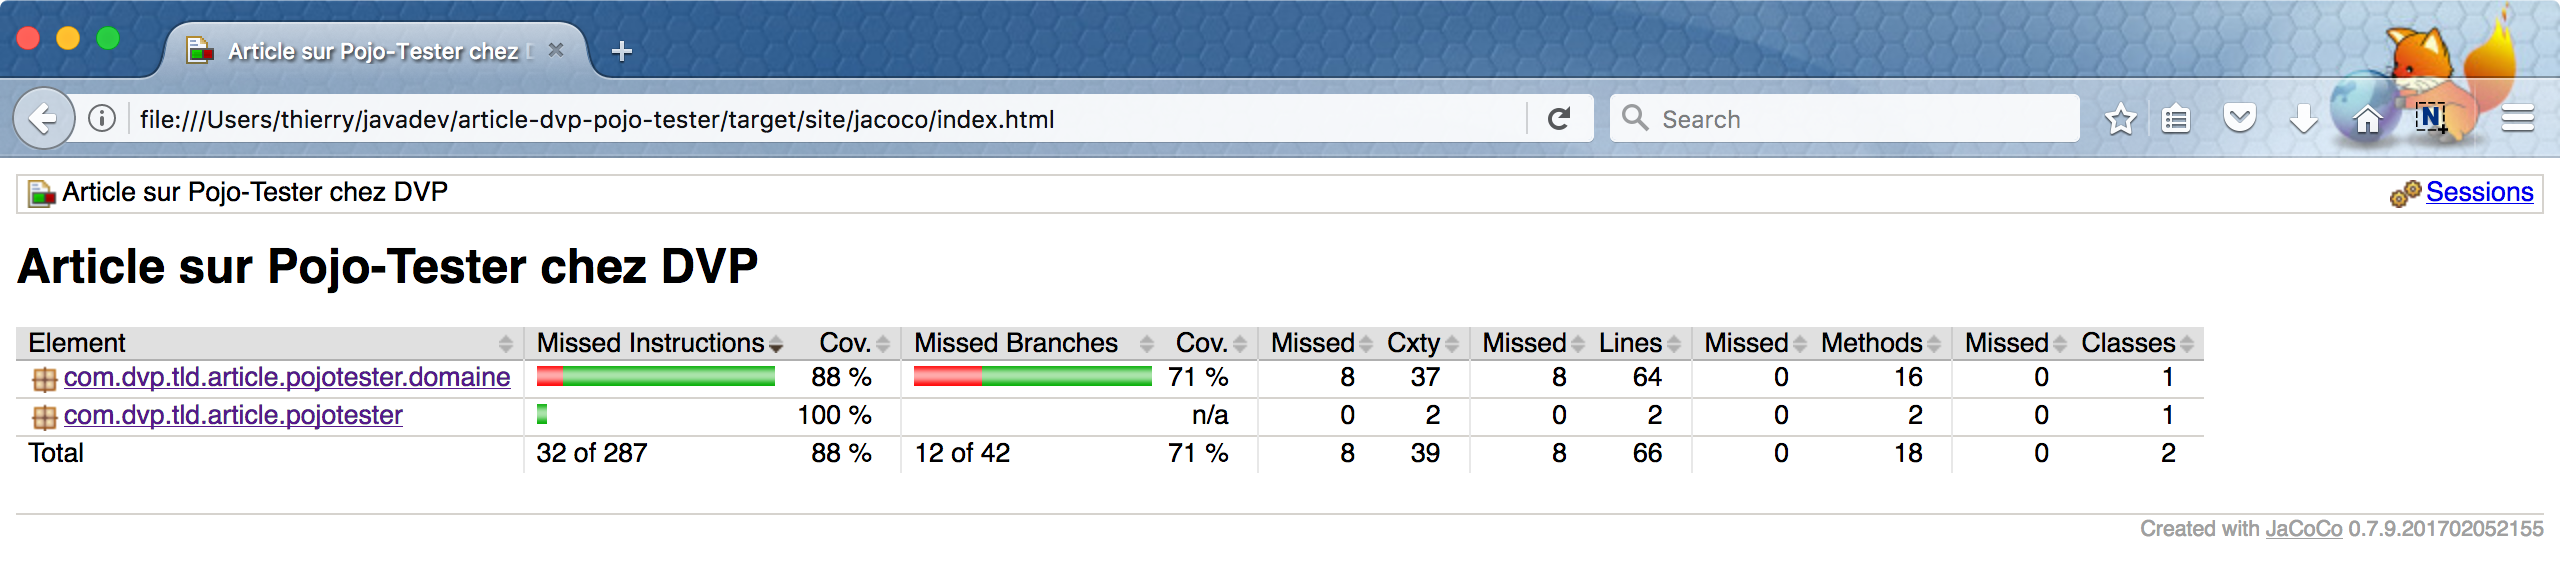 Article sur Pojo-Tester chez D
file:///Users/thierry/javadev/article-dvp-pojo-tester/target/site/jacoco/index.html
Search
N
Article sur Pojo-Tester chez DVP
Sessions
Article sur Pojo-Tester chez DVP
Element Missed Instructions Cov. Missed Branches Cov. Missed Cxty Missed Lines Missed Methods Missed Classes
com.dvp.tld.article.pojotester.domaine 88 % 71 % 8 37 8 64 0 16 0 1
com.dvp.tld.article.pojotester 100 % n/a 0 2 0 2 0 2 0 1
Total 32 of 287 88 % 12 of 42 71 % 8 39 8 66 0 18 0 2
Created with JaCoCo 0.7.9.201702052155